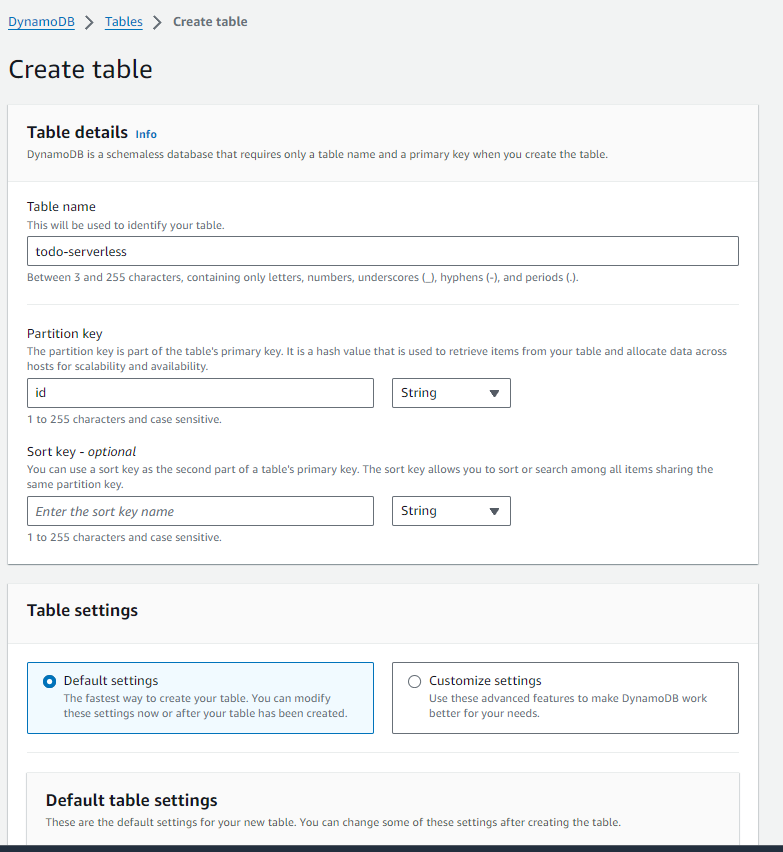 DynamoDB > Tables > Create table
Create table
Table details Info
DynamoDB is a schemaless database that requires only a table name and a primary key when you create the table.
Table name
This will be used to identify your table.
todo-serverless
Between 3 and 255 characters, containing only letters, numbers, underscores (_), hyphens (-), and periods (.).
Partition key
The partition key is part of the table's primary key. It is a hash value that is used to retrieve items from your table and allocate data across
hosts for scalability and availability.
id String
1 to 255 characters and case sensitive.
Sort key - optional
You can use a sort key as the second part of a table's primary key. The sort key allows you to sort or search among all items sharing the
same partition key.
Enter the sort key name String
1 to 255 characters and case sensitive.
Table settings
Default settings
The fastest way to create your table. You can modify
these settings now or after your table has been created.
Customize settings
Use these advanced features to make DynamoDB work
better for your needs.
Default table settings
These are the default settings for your new table. You can change some of these settings after creating the table.